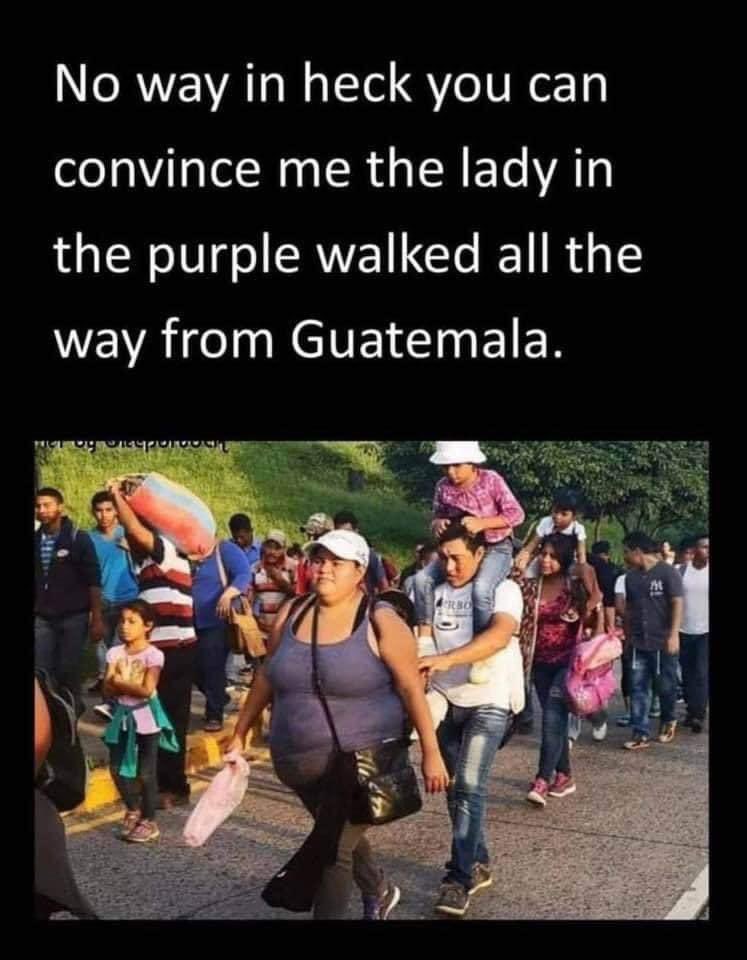 No way in heck you can
convince me the lady in
the purple walked all the
way from Guatemala.